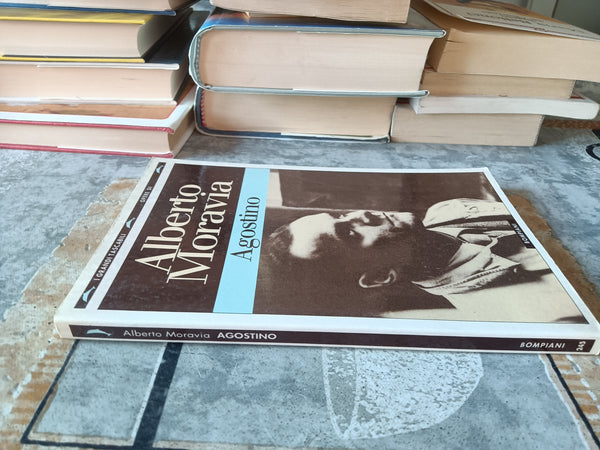 I GRANDI TASCABILI
Alberto
Moravia
Agostino
Alberto Moravia AGOSTINO
BOMPIANI
245